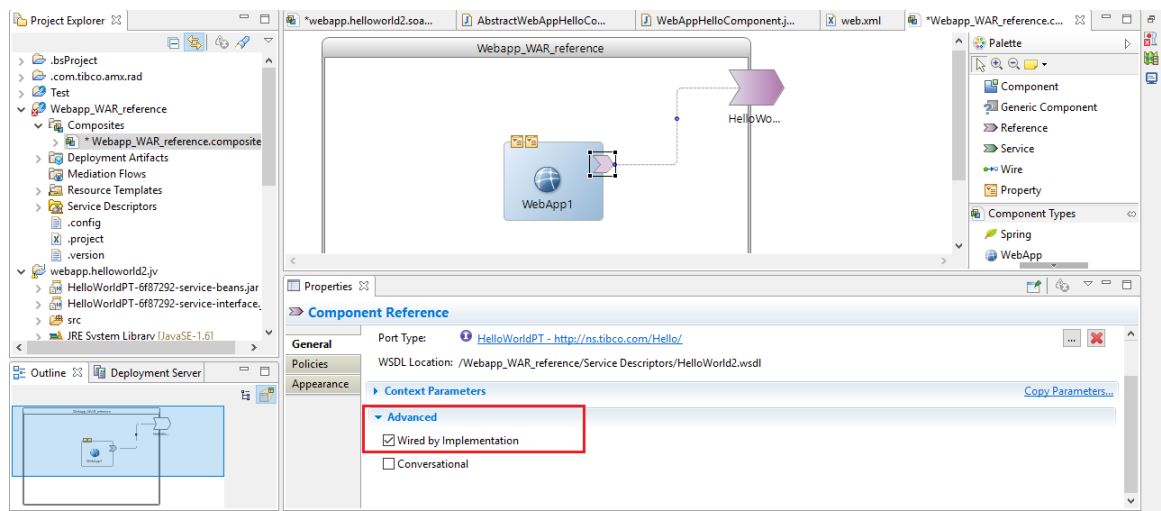 Project Explorer
.bsProject
.com.tibco.amx.rad
Test
Webapp_WAR_reference
Composites
* Webapp_WAR_reference.composite
Deployment Artifacts
Mediation Flows
Resource Templates
Service Descriptors
.config
.project
.version
webapp.helloworld2.jv
HelloWorldPT-6f87292-service-beans.jar
HelloWorldPT-6f87292-service-interface.
src
JRE System Library [JavaSE-1.6]
Outline
Deployment Server
*webapp.helloworld2.soa...
AbstractWebAppHelloCo...
WebAppHelloComponent.j...
web.xml
*Webapp_WAR_reference.c...
Webapp_WAR_reference
HelloWo...
WebApp1
Palette
Component
Generic Component
Reference
Service
Wire
Property
Component Types
Spring
WebApp
Properties
Component Reference
General
Policies
Appearance
Port Type: HelloWorldPT - http://ns.tibco.com/Hello/
...
WSDL Location: /Webapp_WAR_reference/Service Descriptors/HelloWorld2.wsdl
Context Parameters
Copy Parameters...
Advanced
Wired by Implementation
Conversational